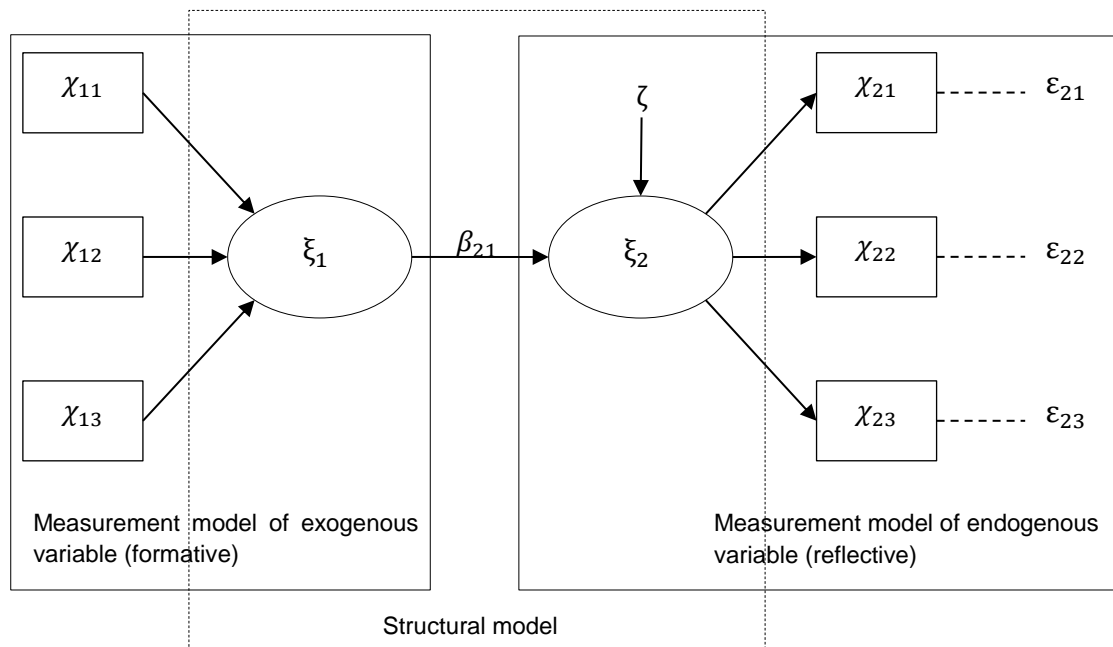 χ₁₁
χ₁₂
χ₁₃
ξ₁
β₂₁
ζ
ξ₂
χ₂₁
ε₂₁
χ₂₂
ε₂₂
χ₂₃
ε₂₃
Measurement model of exogenous
variable (formative)
Measurement model of endogenous
variable (reflective)
Structural model